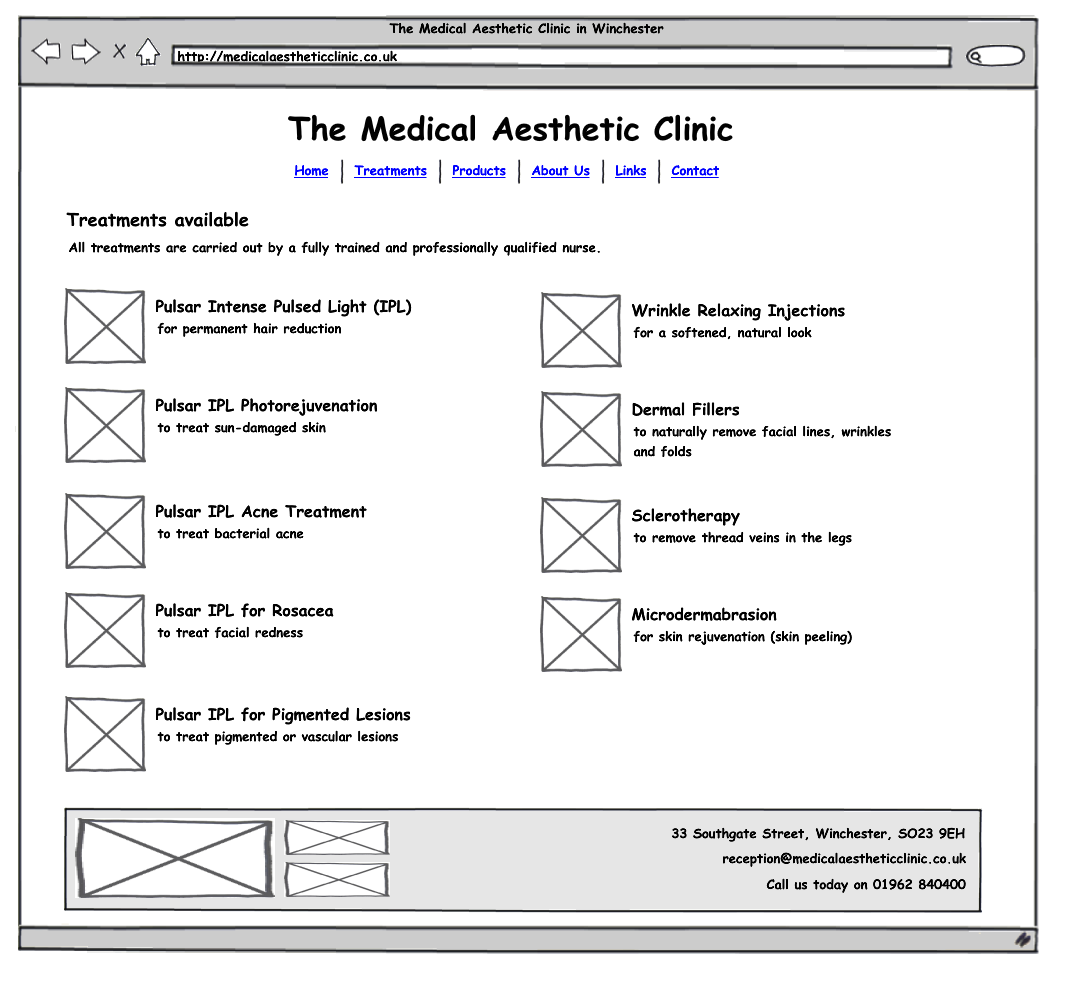 The Medical Aesthetic Clinic in Winchester
http://medicalaestheticclinic.co.uk
The Medical Aesthetic Clinic
Home | Treatments | Products | About Us | Links | Contact
Treatments available
All treatments are carried out by a fully trained and professionally qualified nurse.
Pulsar Intense Pulsed Light (IPL)
for permanent hair reduction
Pulsar IPL Photorejuvenation
to treat sun-damaged skin
Pulsar IPL Acne Treatment
to treat bacterial acne
Pulsar IPL for Rosacea
to treat facial redness
Pulsar IPL for Pigmented Lesions
to treat pigmented or vascular lesions
Wrinkle Relaxing Injections
for a softened, natural look
Dermal Fillers
to naturally remove facial lines, wrinkles
and folds
Sclerotherapy
to remove thread veins in the legs
Microdermabrasion
for skin rejuvenation (skin peeling)
33 Southgate Street, Winchester, SO23 9EH
reception@medicalaestheticclinic.co.uk
Call us today on 01962 840400